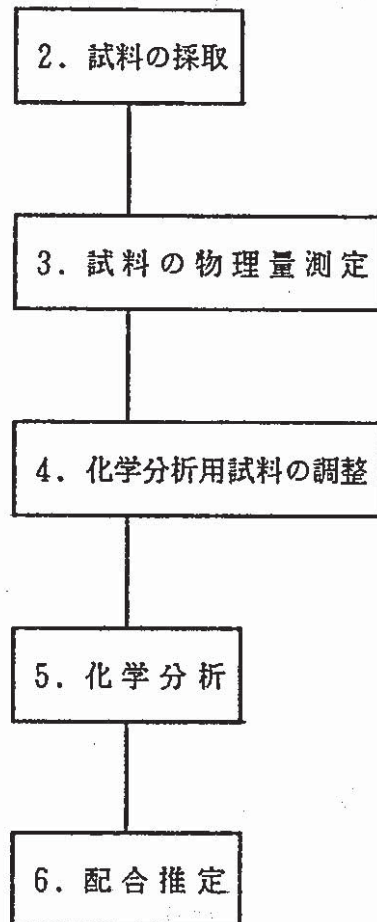 2. 試料の採取
3. 試料の物理量測定
4. 化学分析用試料の調整
5. 化学分析
6. 配合推定